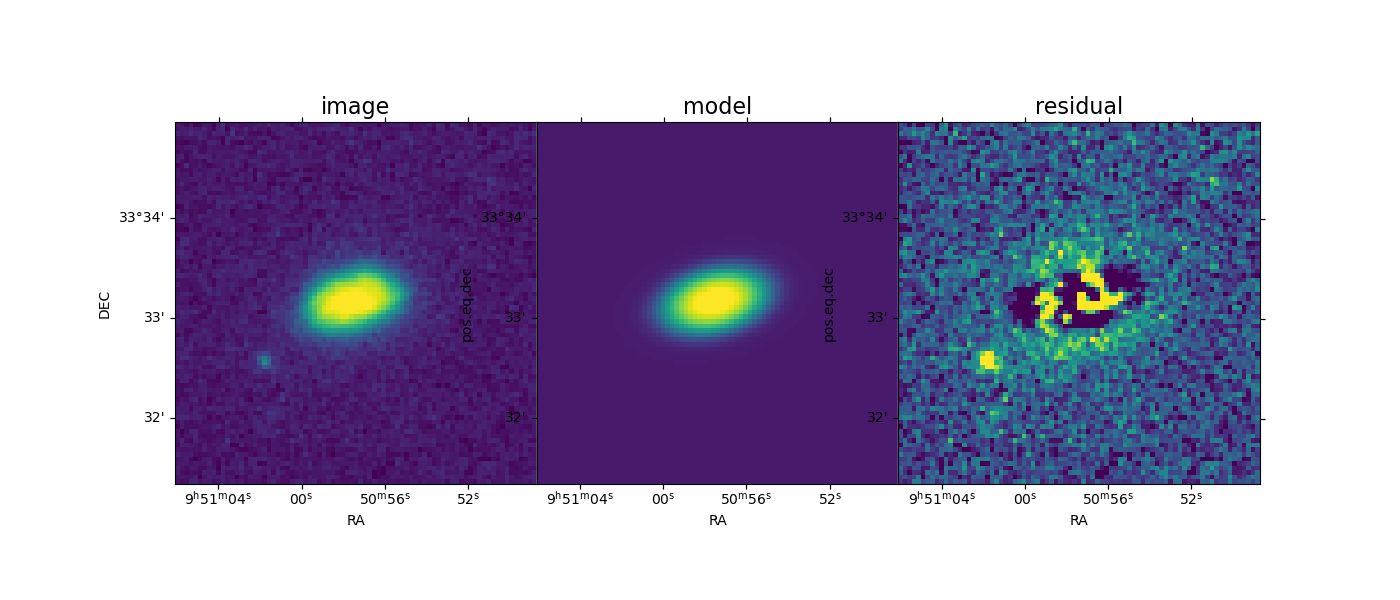 image model residual
33°34' 33°34' 33°34'
DEC pos.eq.dec pos.eq.dec
33' 33' 33'
32' 32' 32'
9ʰ51ᵐ04ˢ 00ˢ 50ᵐ56ˢ 52ˢ 9ʰ51ᵐ04ˢ 00ˢ 50ᵐ56ˢ 52ˢ 9ʰ51ᵐ04ˢ 00ˢ 50ᵐ56ˢ 52ˢ
RA RA RA